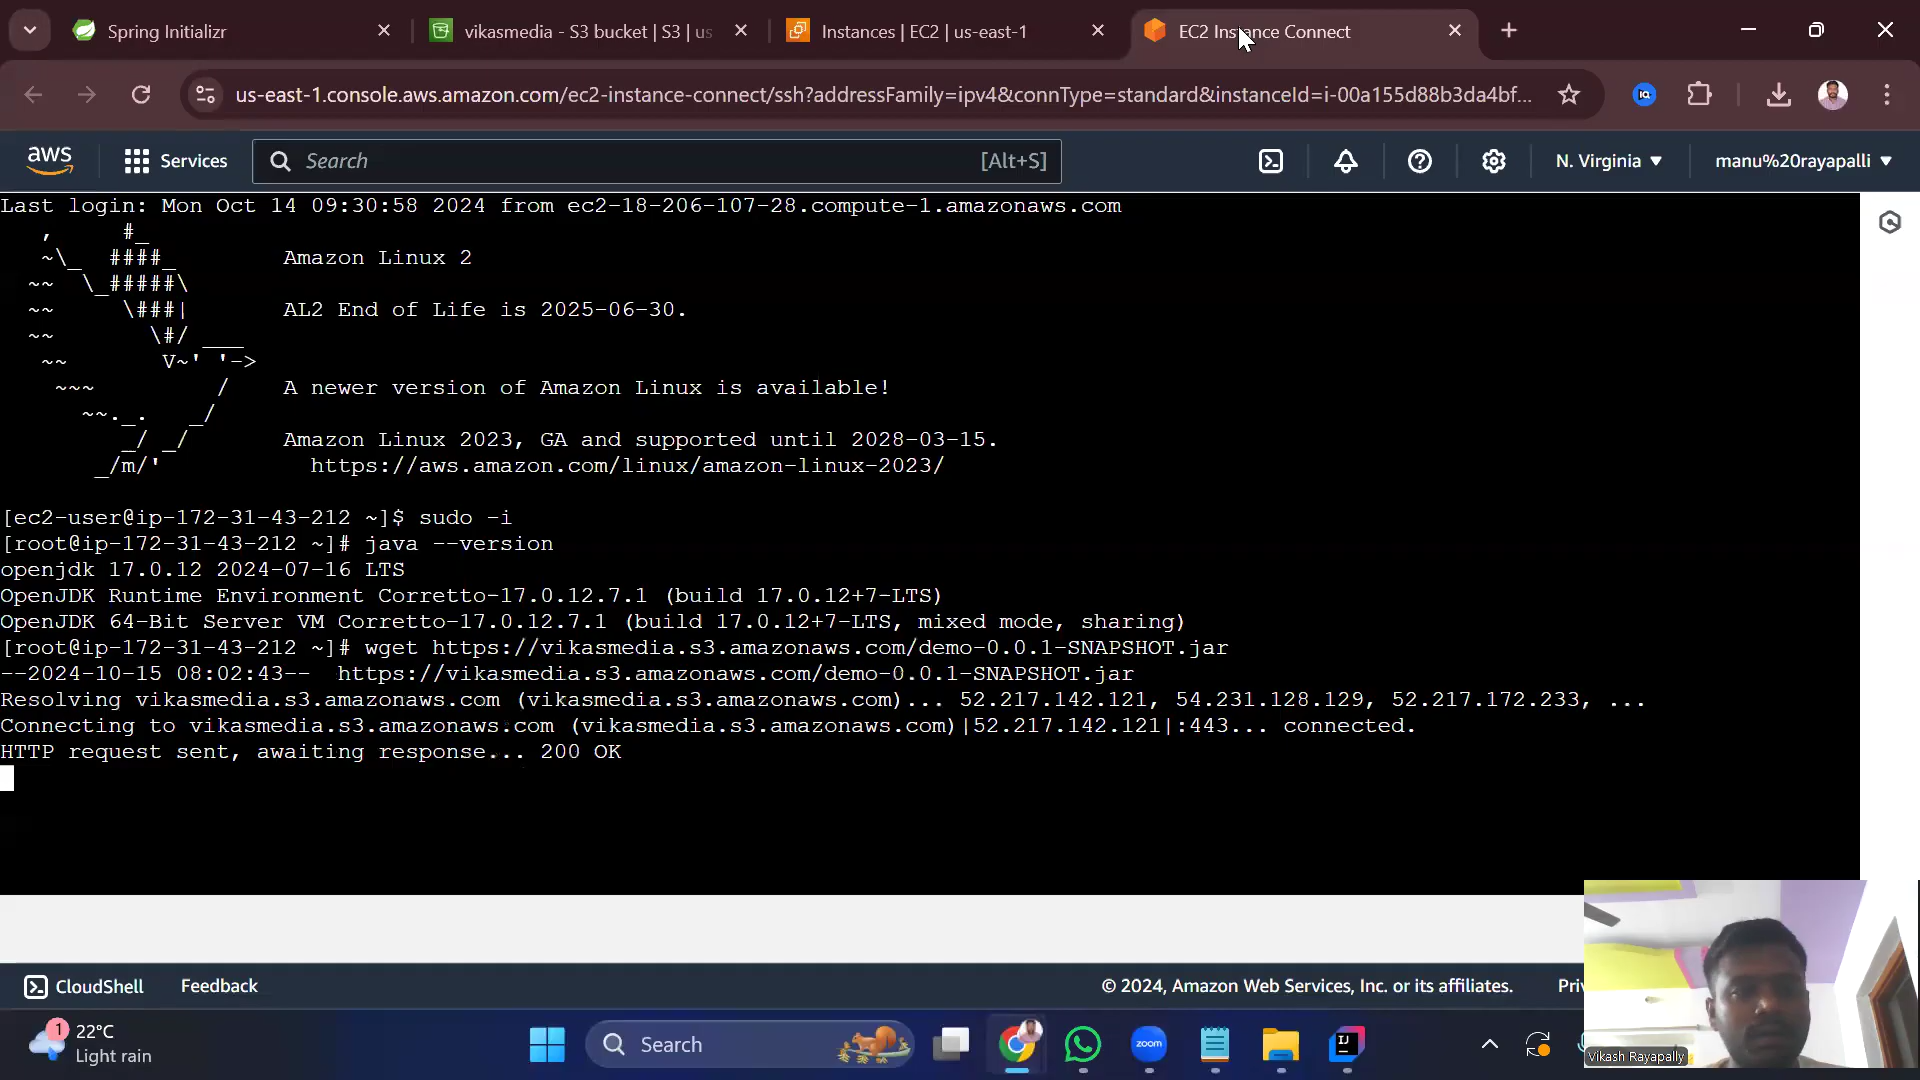 Spring Initializr
vikasmedia - S3 bucket | S3 | us
Instances | EC2 | us-east-1
EC2 Instance Connect
us-east-1.console.aws.amazon.com/ec2-instance-connect/ssh?addressFamily=ipv4&connType=standard&instanceId=i-00a155d88b3da4bf...
aws
Services
Search
[Alt+S]
N. Virginia
manu%20rayapalli
Last login: Mon Oct 14 09:30:58 2024 from ec2-18-206-107-28.compute-1.amazonaws.com
   ,     #_
   ~\_  ####_        Amazon Linux 2
  ~~  \_#####\
  ~~     \###|       AL2 End of Life is 2025-06-30.
  ~~       \#/ ___
   ~~       V~' '->
    ~~~         /    A newer version of Amazon Linux is available!
      ~~._.   _/
         _/ _/       Amazon Linux 2023, GA and supported until 2028-03-15.
       _/m/'           https://aws.amazon.com/linux/amazon-linux-2023/
[ec2-user@ip-172-31-43-212 ~]$ sudo -i
[root@ip-172-31-43-212 ~]# java --version
openjdk 17.0.12 2024-07-16 LTS
OpenJDK Runtime Environment Corretto-17.0.12.7.1 (build 17.0.12+7-LTS)
OpenJDK 64-Bit Server VM Corretto-17.0.12.7.1 (build 17.0.12+7-LTS, mixed mode, sharing)
[root@ip-172-31-43-212 ~]# wget https://vikasmedia.s3.amazonaws.com/demo-0.0.1-SNAPSHOT.jar
--2024-10-15 08:02:43--  https://vikasmedia.s3.amazonaws.com/demo-0.0.1-SNAPSHOT.jar
Resolving vikasmedia.s3.amazonaws.com (vikasmedia.s3.amazonaws.com)... 52.217.142.121, 54.231.128.129, 52.217.172.233, ...
Connecting to vikasmedia.s3.amazonaws.com (vikasmedia.s3.amazonaws.com)|52.217.142.121|:443... connected.
HTTP request sent, awaiting response... 200 OK
CloudShell
Feedback
© 2024, Amazon Web Services, Inc. or its affiliates.
Pri
1
22°C
Light rain
Search
zoom
IJ
Vikash Rayapally